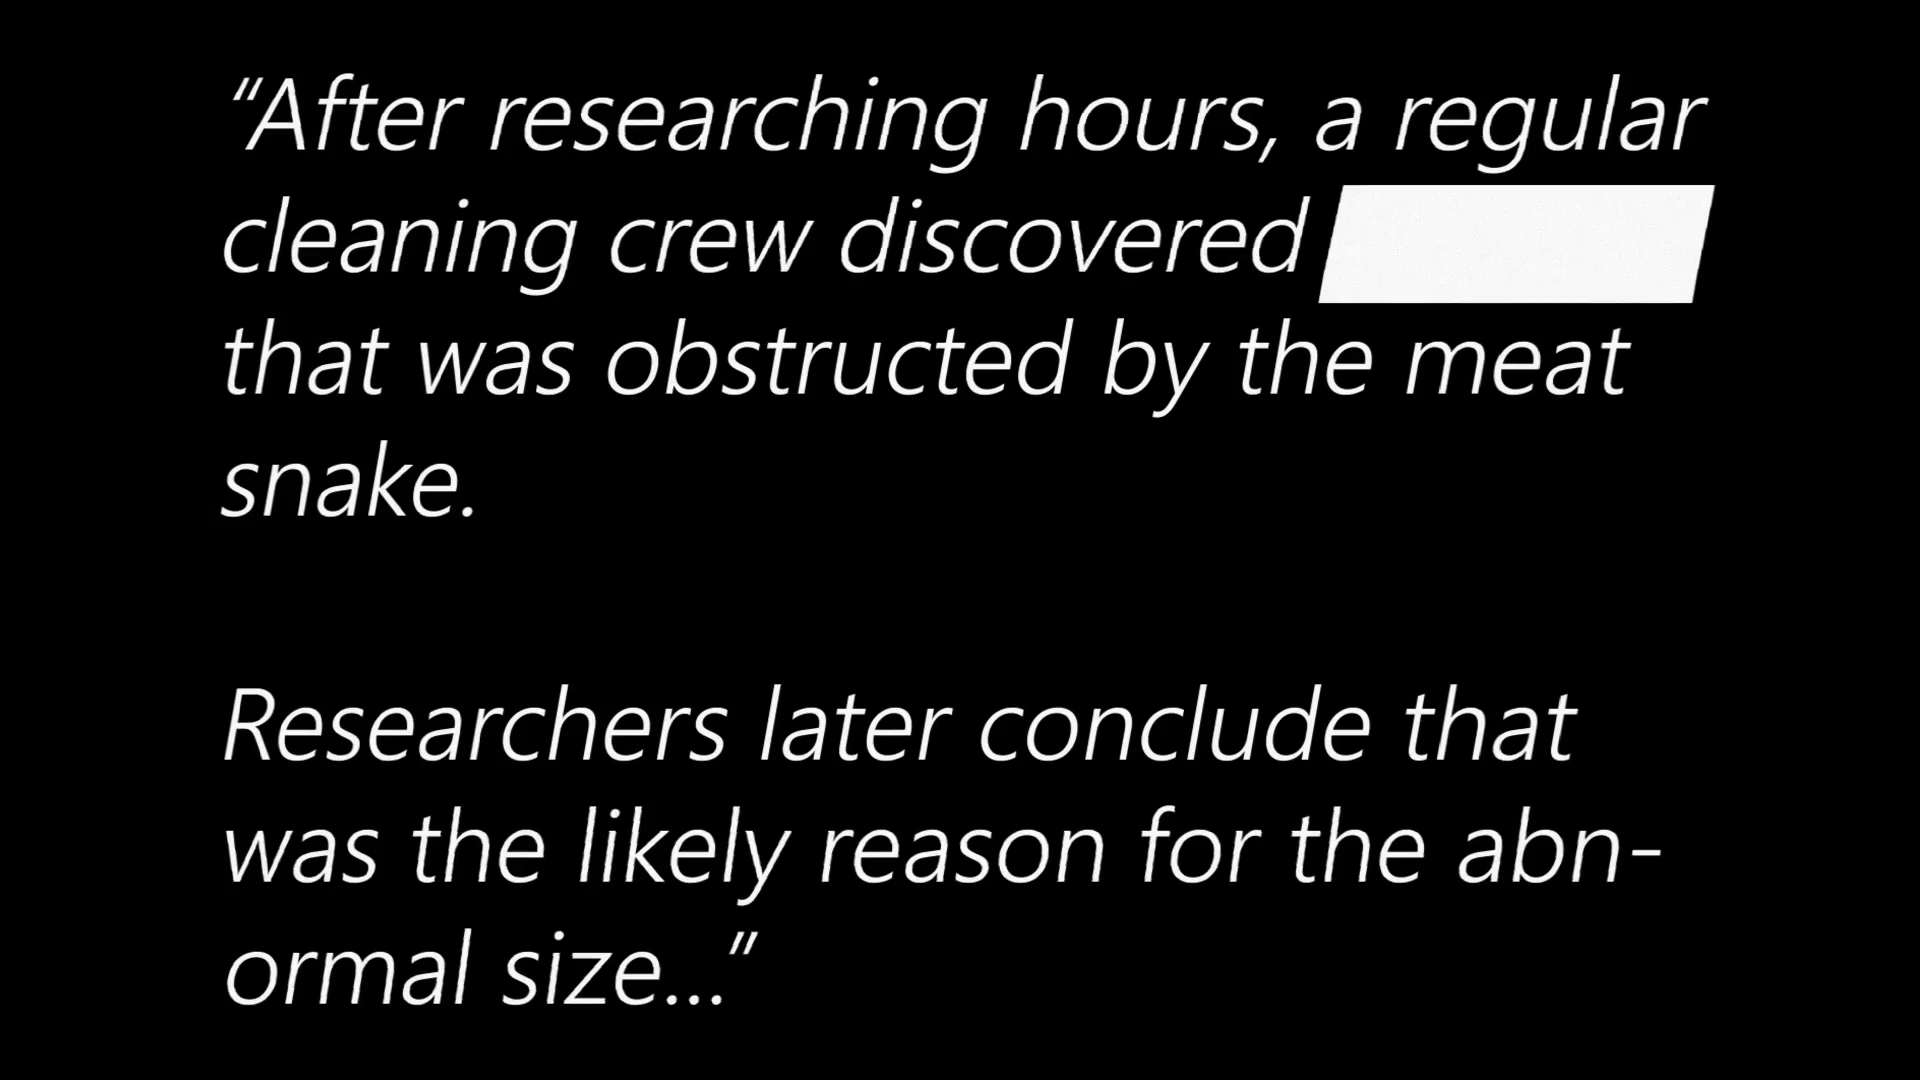 “After researching hours, a regular
cleaning crew discovered
that was obstructed by the meat
snake.
Researchers later conclude that
was the likely reason for the abn-
ormal size...”